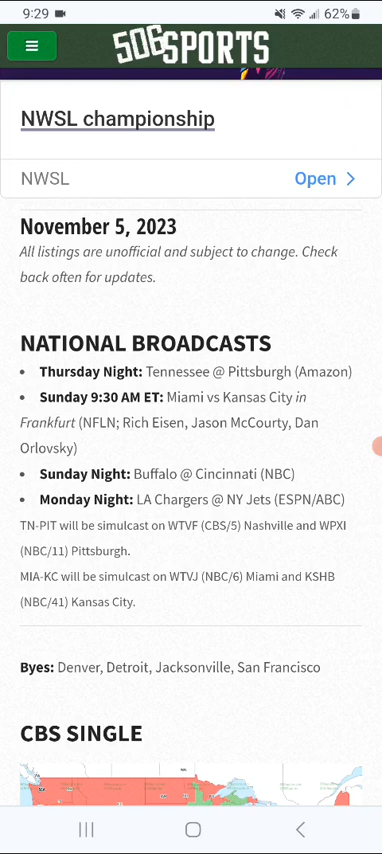 9:29 62%
506SPORTS
NWSL championship
NWSL Open
November 5, 2023
All listings are unofficial and subject to change. Check
back often for updates.
NATIONAL BROADCASTS
• Thursday Night: Tennessee @ Pittsburgh (Amazon)
• Sunday 9:30 AM ET: Miami vs Kansas City in
Frankfurt (NFLN; Rich Eisen, Jason McCourty, Dan
Orlovsky)
• Sunday Night: Buffalo @ Cincinnati (NBC)
• Monday Night: LA Chargers @ NY Jets (ESPN/ABC)
TN-PIT will be simulcast on WTVF (CBS/5) Nashville and WPXI
(NBC/11) Pittsburgh.
MIA-KC will be simulcast on WTVJ (NBC/6) Miami and KSHB
(NBC/41) Kansas City.
Byes: Denver, Detroit, Jacksonville, San Francisco
CBS SINGLE